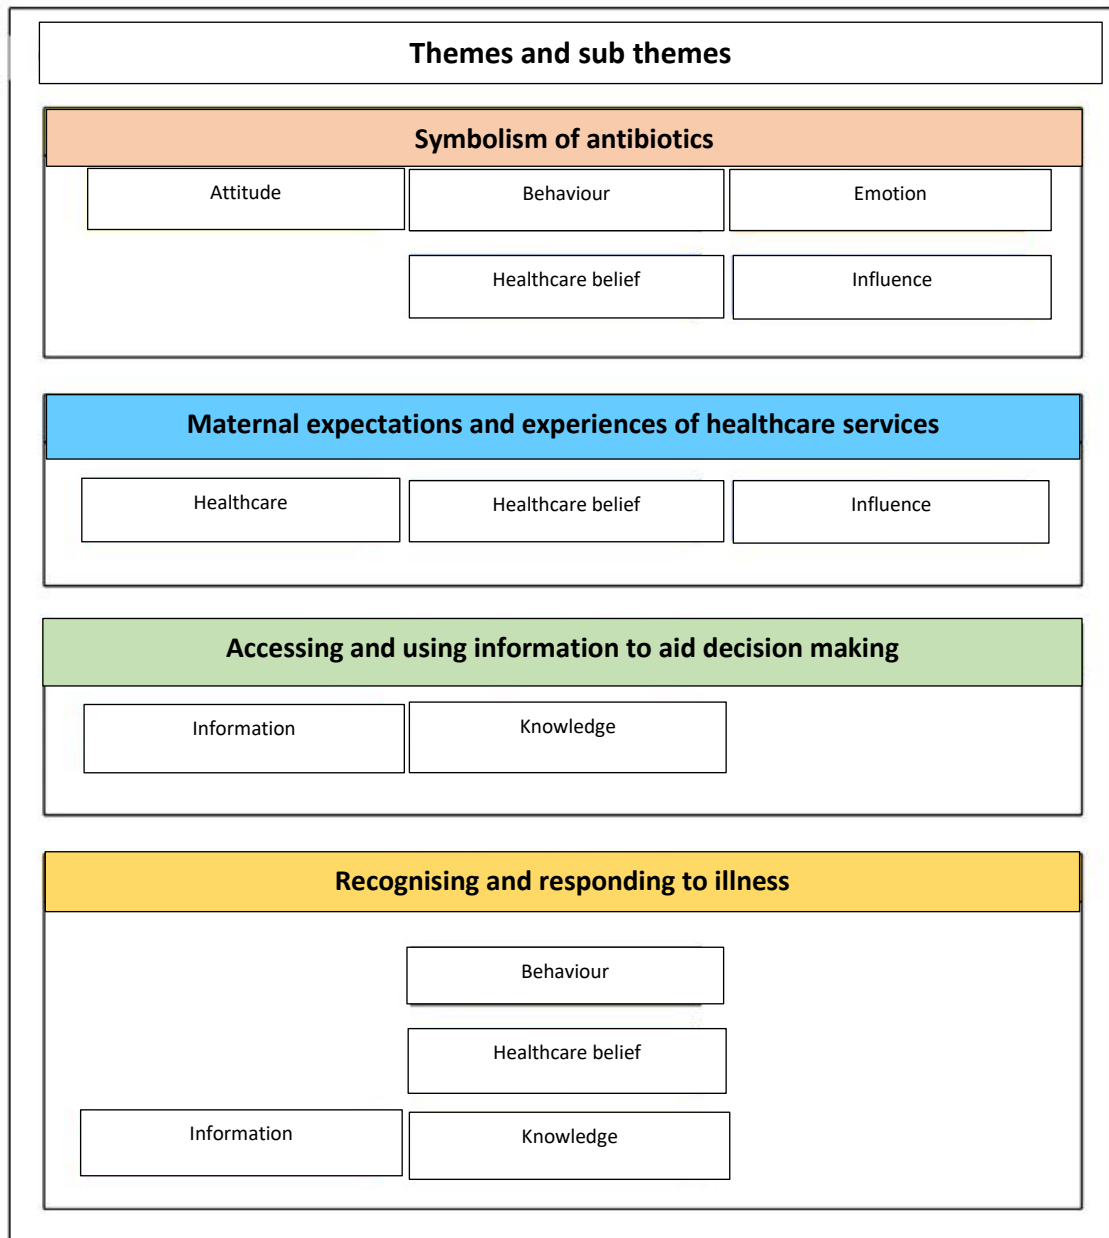 Themes and sub themes
Symbolism of antibiotics
Attitude
Behaviour
Emotion
Healthcare belief
Influence
Maternal expectations and experiences of healthcare services
Healthcare
Healthcare belief
Influence
Accessing and using information to aid decision making
Information
Knowledge
Recognising and responding to illness
Behaviour
Healthcare belief
Information
Knowledge